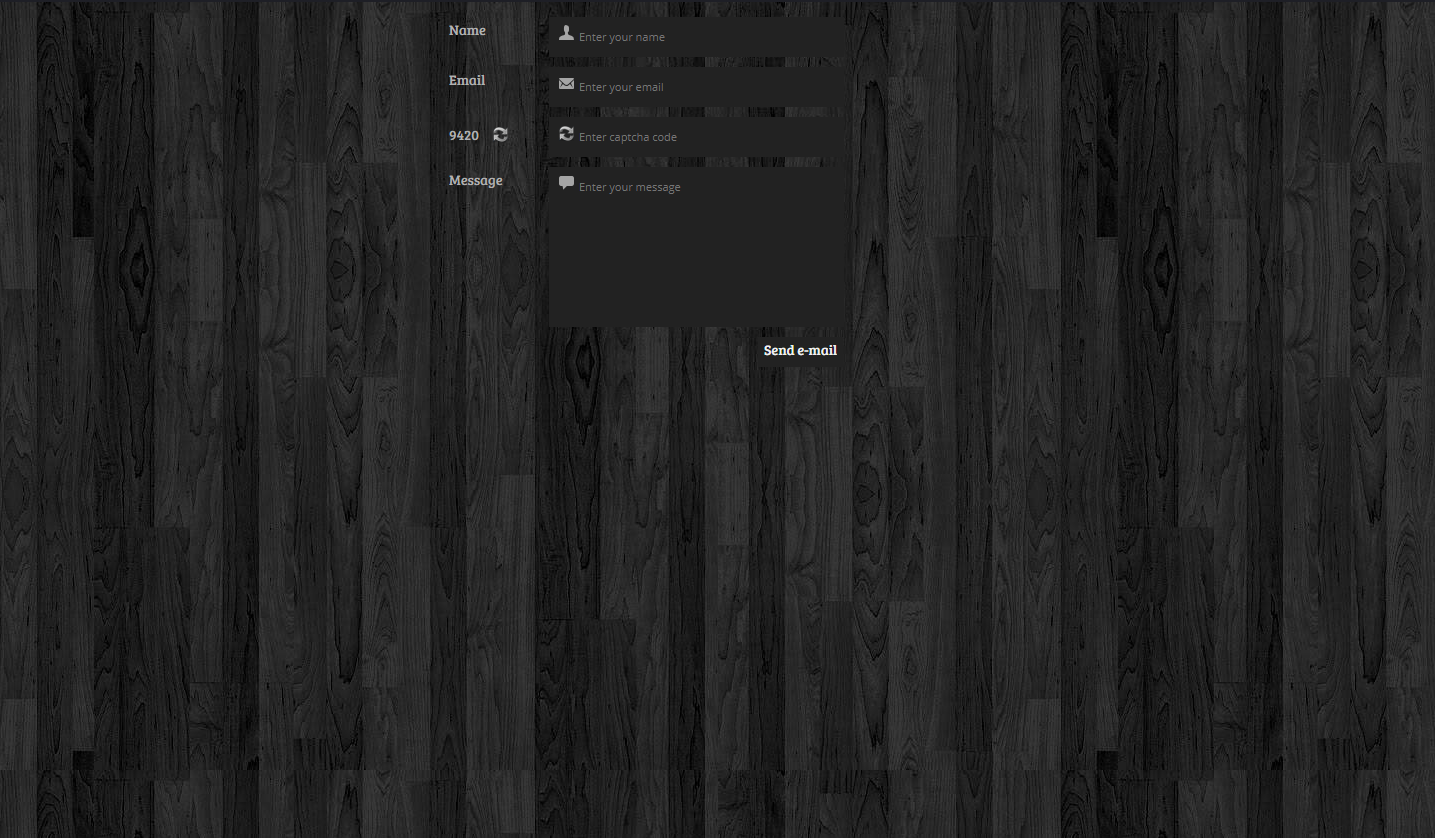 Name
Enter your name
Email
Enter your email
9420
Enter captcha code
Message
Enter your message
Send e-mail